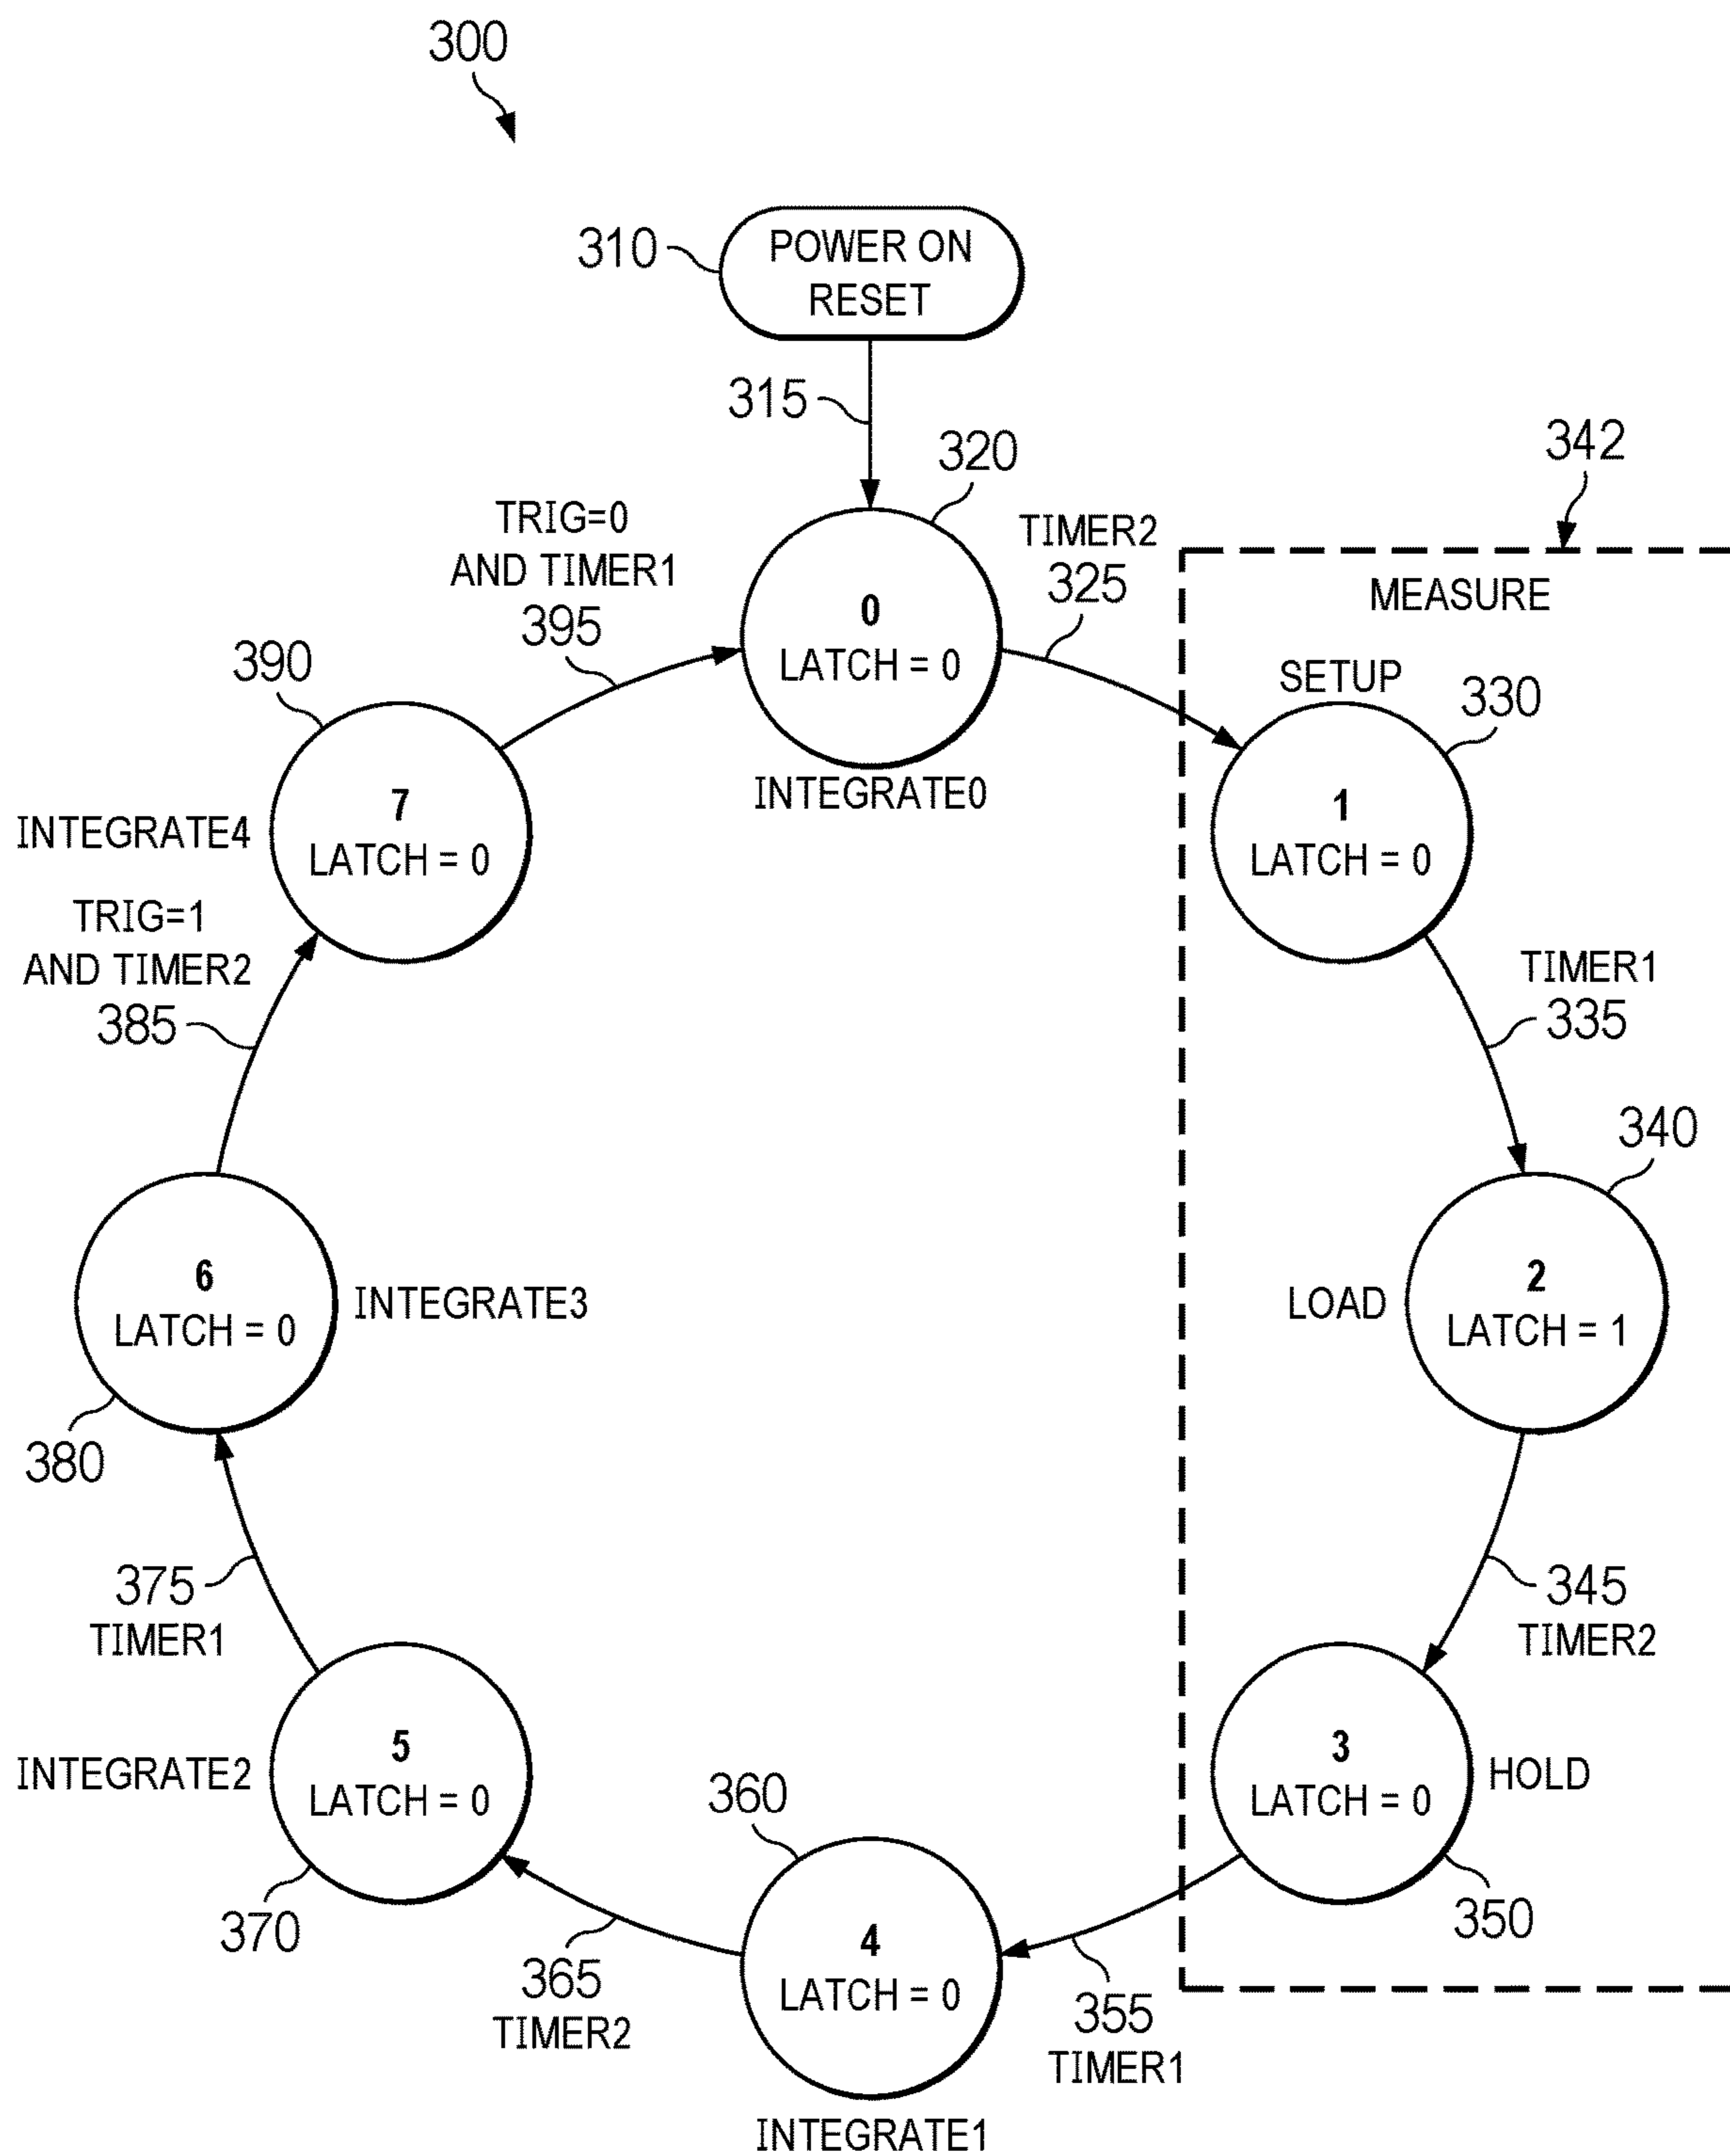 300
310
POWER ON
RESET
315
320
342
TRIG=0
AND TIMER1
395
TIMER2
325
MEASURE
0
LATCH = 0
INTEGRATE0
SETUP
330
390
7
LATCH = 0
INTEGRATE4
1
LATCH = 0
TRIG=1
AND TIMER2
385
TIMER1
335
340
6
LATCH = 0
INTEGRATE3
380
LOAD
2
LATCH = 1
375
TIMER1
345
TIMER2
INTEGRATE2
5
LATCH = 0
370
360
3
LATCH = 0
HOLD
350
365
TIMER2
4
LATCH = 0
355
TIMER1
INTEGRATE1